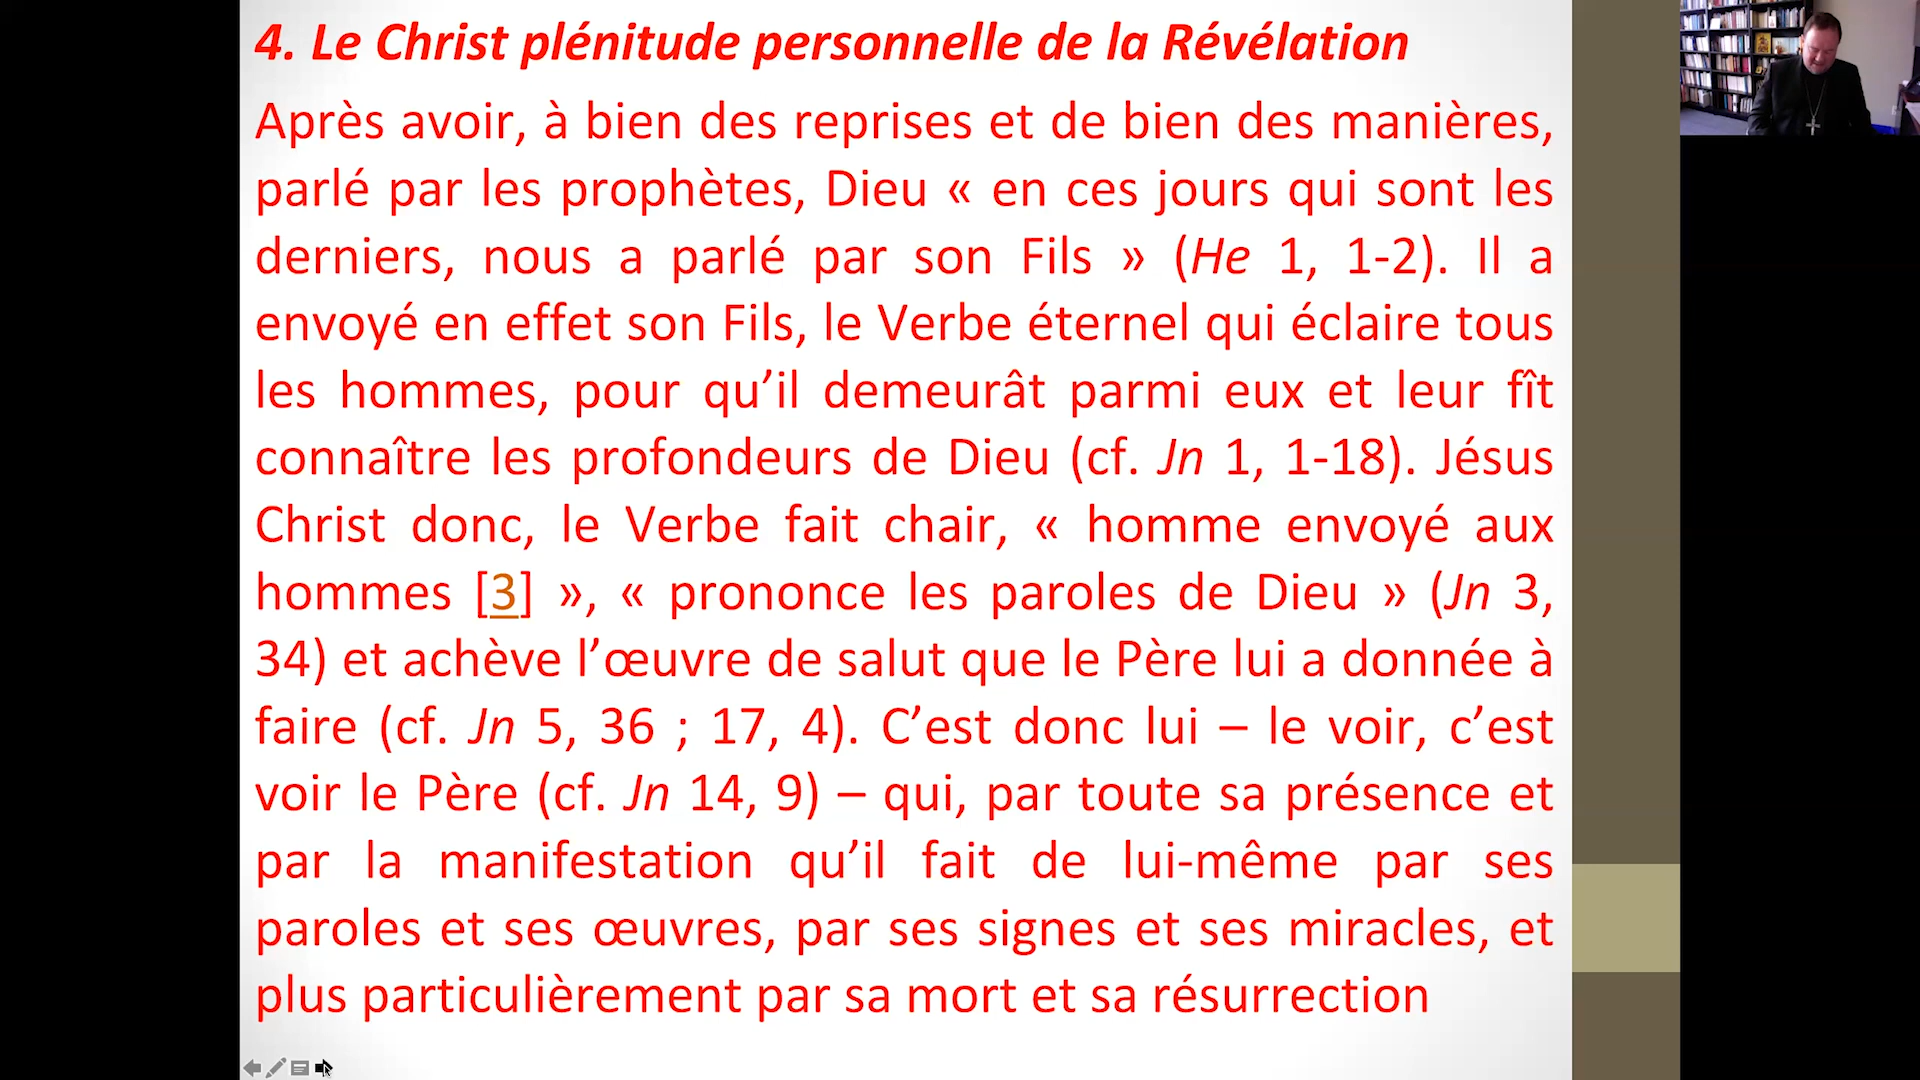 4. Le Christ plénitude personnelle de la Révélation
Après avoir, à bien des reprises et de bien des manières,
parlé par les prophètes, Dieu « en ces jours qui sont les
derniers, nous a parlé par son Fils » (He 1, 1-2). Il a
envoyé en effet son Fils, le Verbe éternel qui éclaire tous
les hommes, pour qu’il demeurât parmi eux et leur fît
connaître les profondeurs de Dieu (cf. Jn 1, 1-18). Jésus
Christ donc, le Verbe fait chair, « homme envoyé aux
hommes [3] », « prononce les paroles de Dieu » (Jn 3,
34) et achève l’œuvre de salut que le Père lui a donnée à
faire (cf. Jn 5, 36 ; 17, 4). C’est donc lui – le voir, c’est
voir le Père (cf. Jn 14, 9) – qui, par toute sa présence et
par la manifestation qu’il fait de lui-même par ses
paroles et ses œuvres, par ses signes et ses miracles, et
plus particulièrement par sa mort et sa résurrection